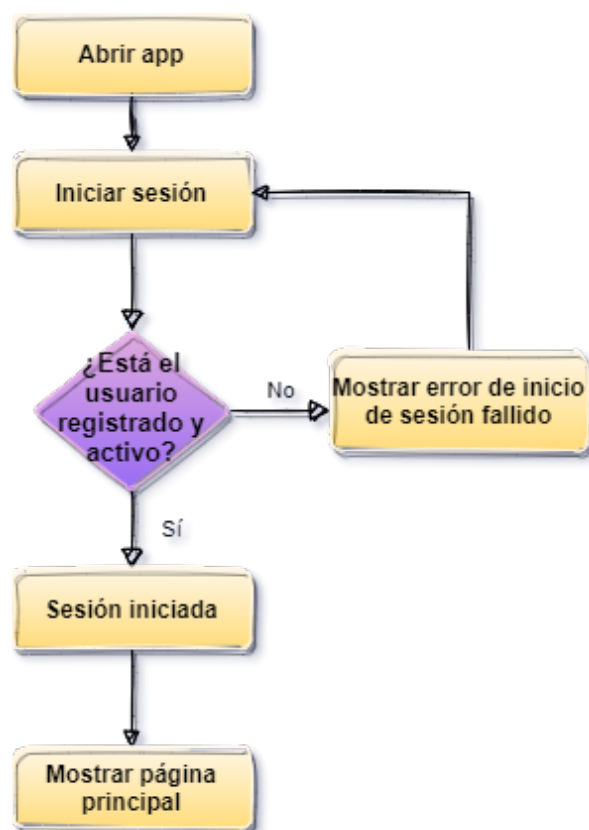 Abrir app
Iniciar sesión
¿Está el
usuario
registrado y
activo?
No
Mostrar error de inicio
de sesión fallido
Sí
Sesión iniciada
Mostrar página
principal